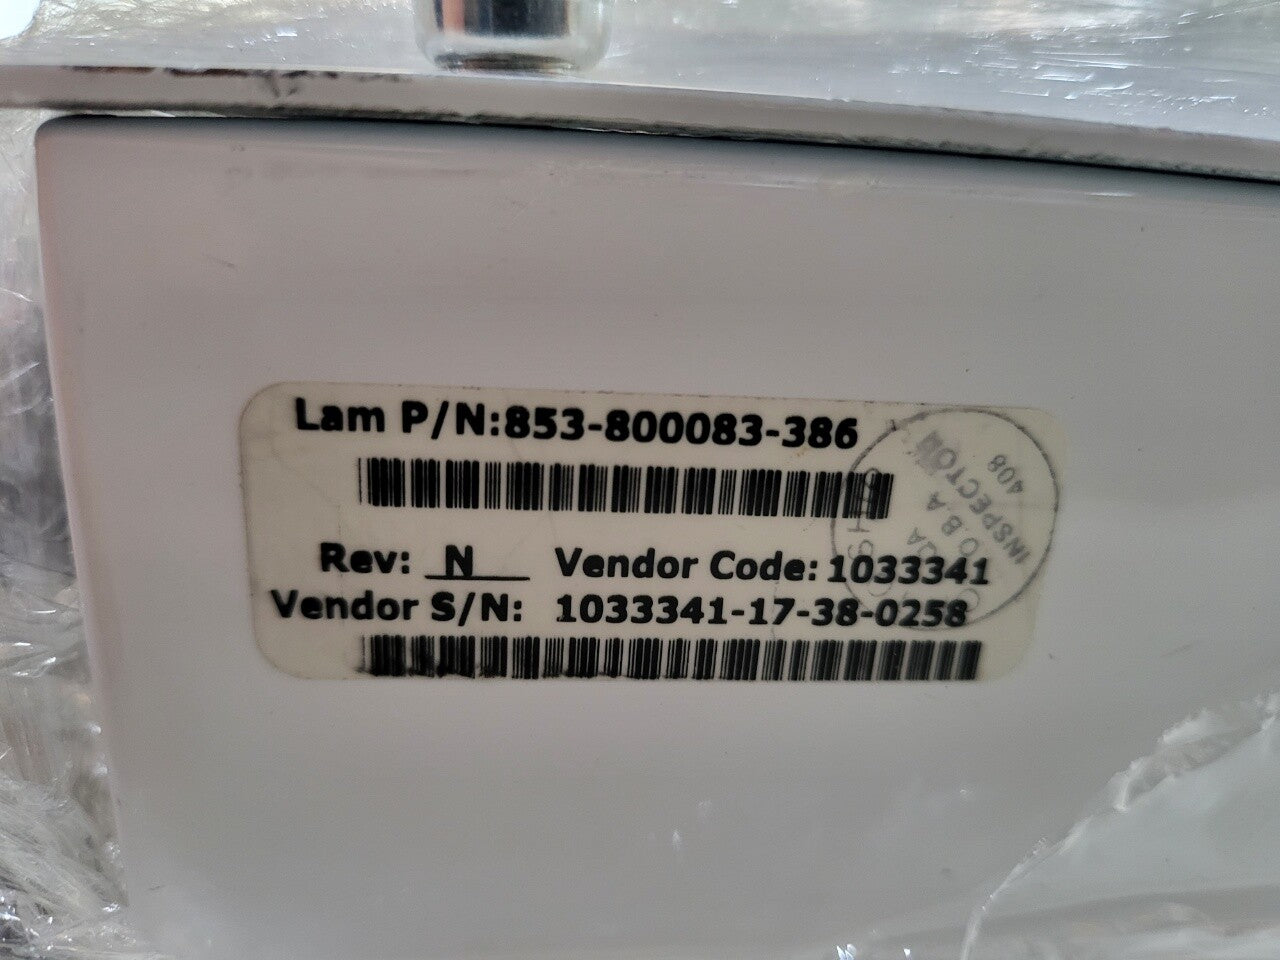 Lam P/N:853-800083-386
Rev: N Vendor Code: 1033341
Vendor S/N: 1033341-17-38-0258
INSPECTOR
408